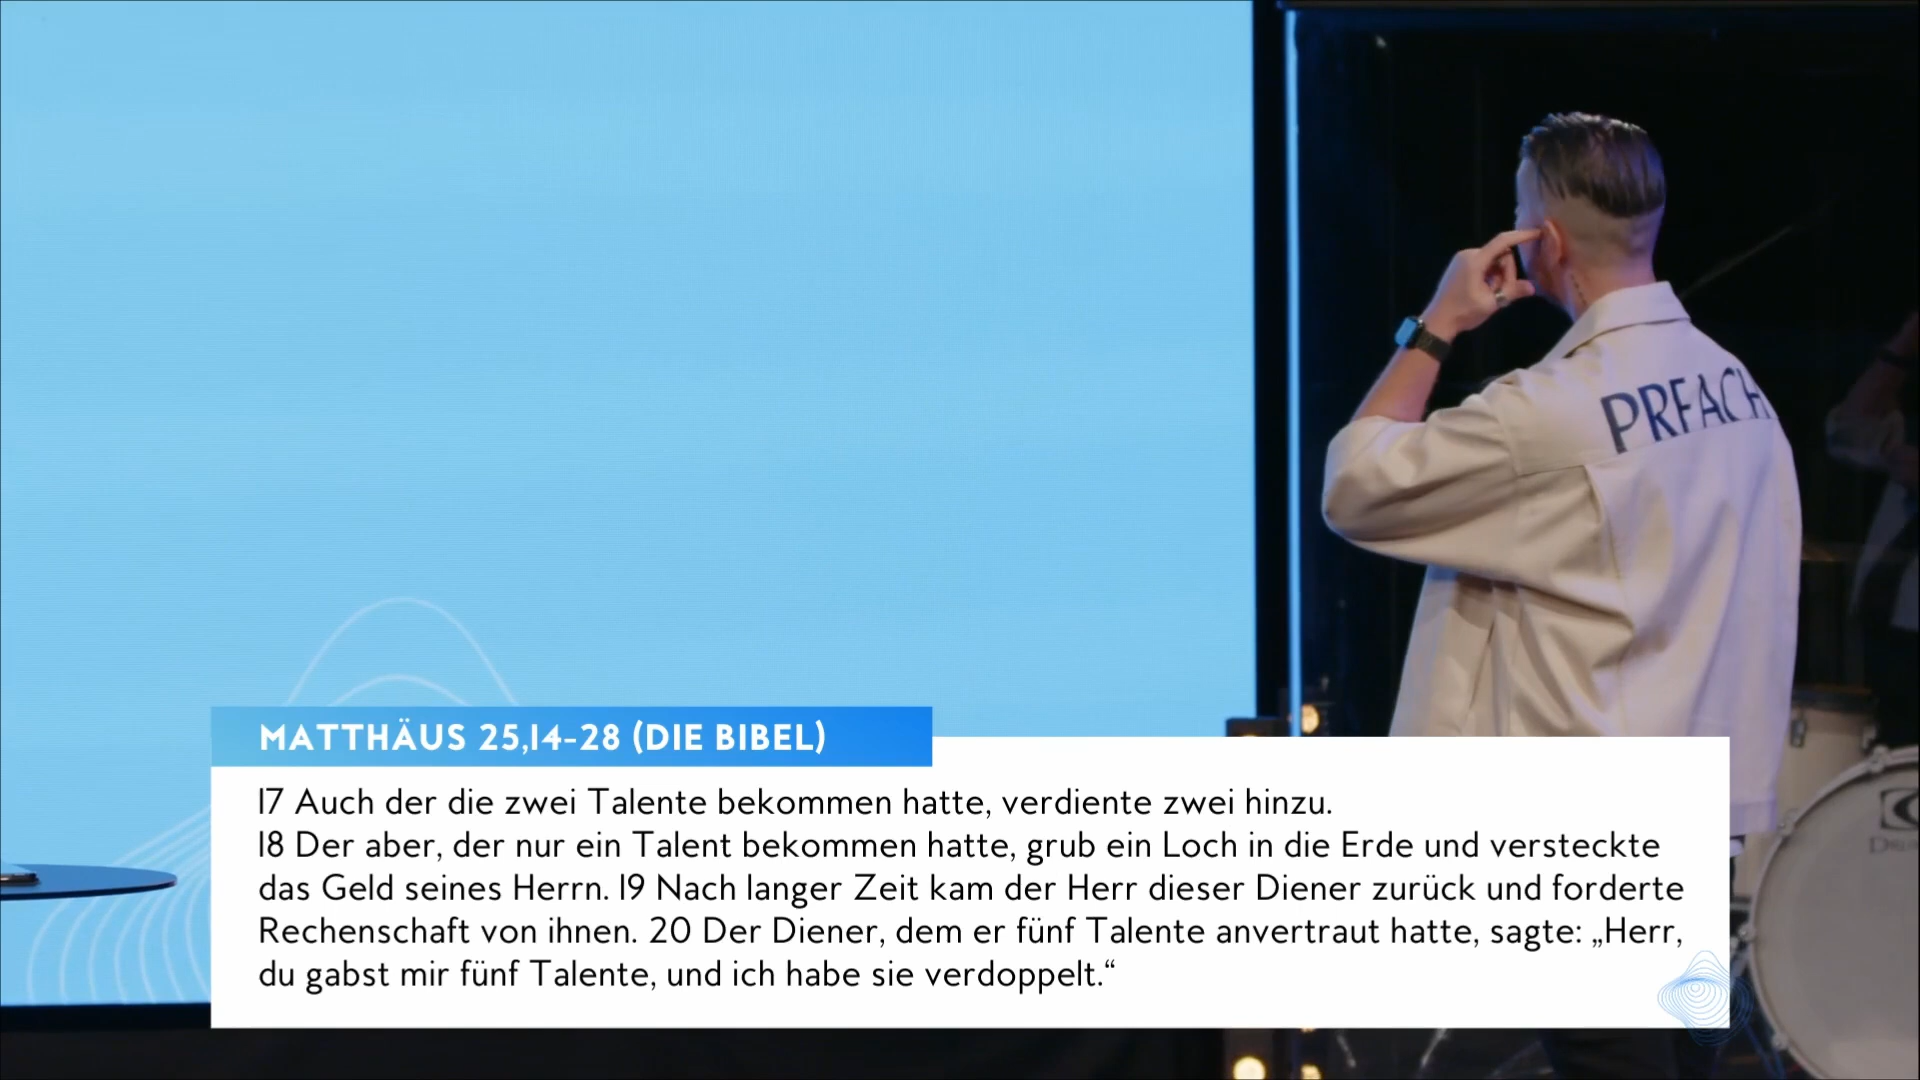 PREACH
MATTHÄUS 25,14-28 (DIE BIBEL)
17 Auch der die zwei Talente bekommen hatte, verdiente zwei hinzu.
18 Der aber, der nur ein Talent bekommen hatte, grub ein Loch in die Erde und versteckte
das Geld seines Herrn. 19 Nach langer Zeit kam der Herr dieser Diener zurück und forderte
Rechenschaft von ihnen. 20 Der Diener, dem er fünf Talente anvertraut hatte, sagte: „Herr,
du gabst mir fünf Talente, und ich habe sie verdoppelt.“